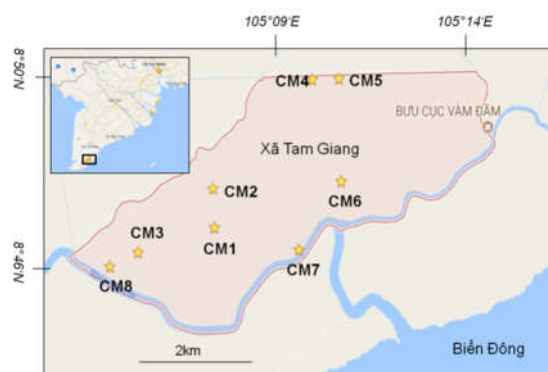 105°09'E
105°14'E
8°50'N
CM4
CM5
BƯU CỤC VÀM ĐẦM
Xã Tam Giang
CM2
CM6
CM3
CM1
CM7
8°46'N
CM8
2km
Biển Đông